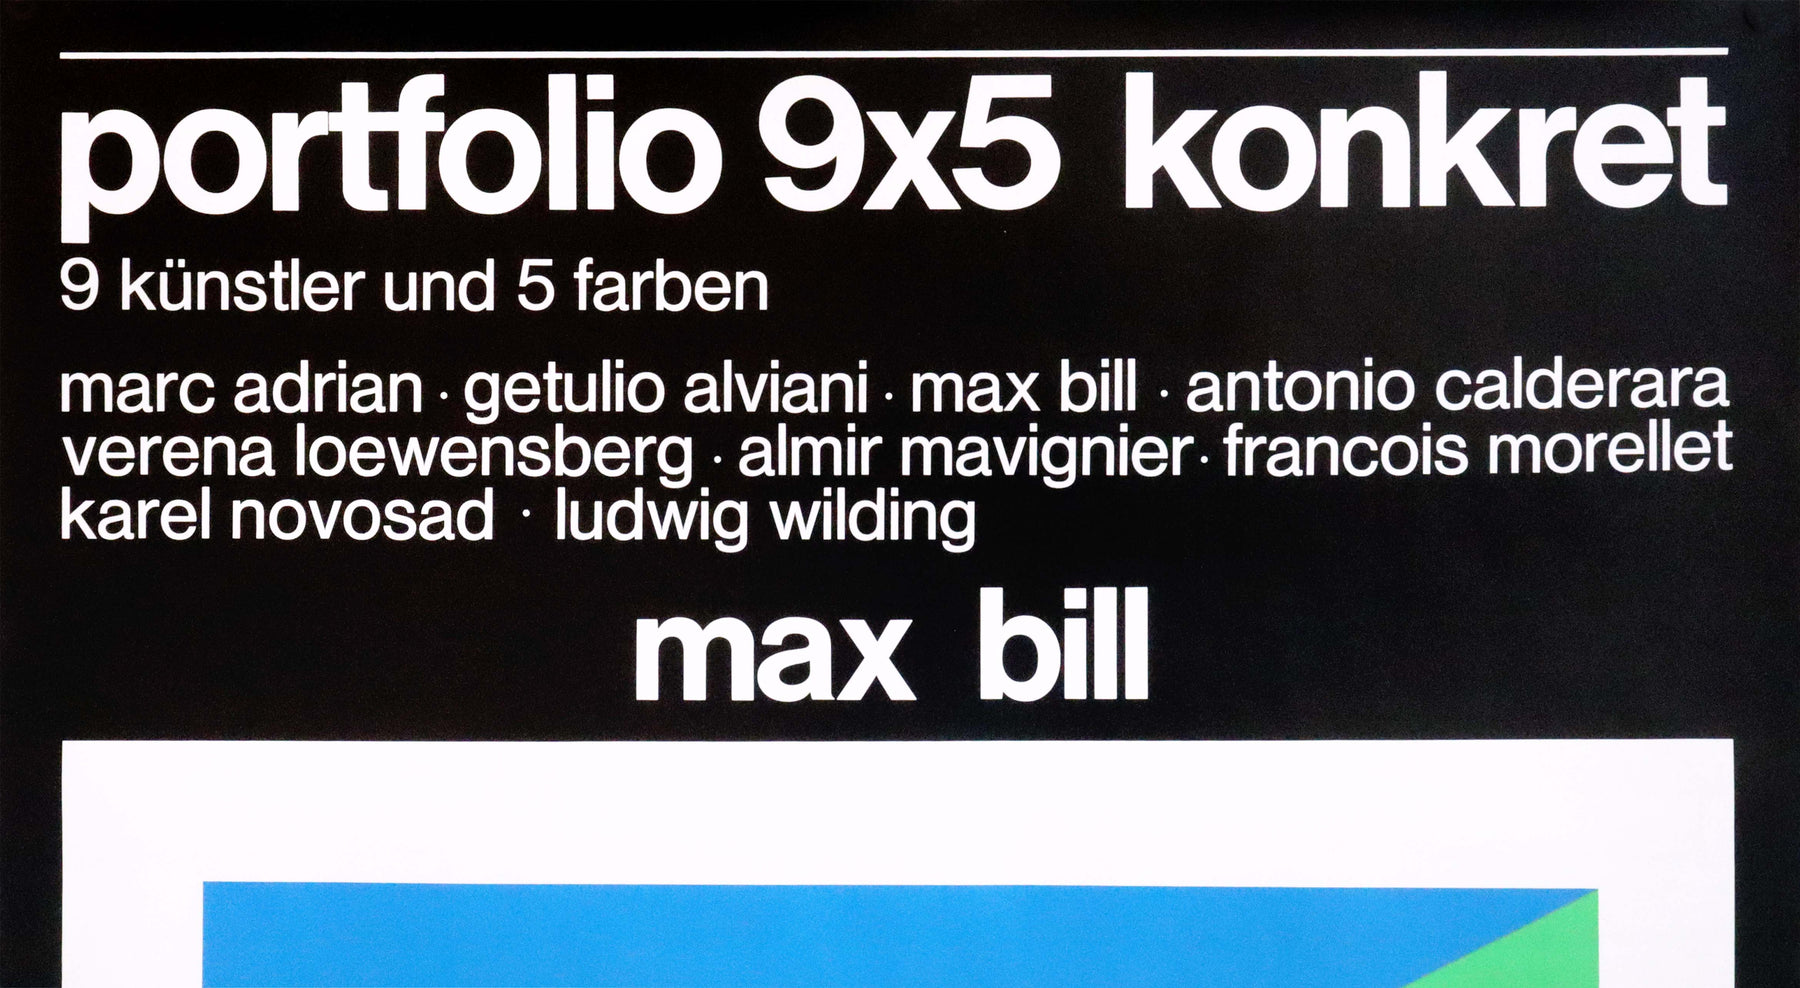 portfolio 9x5 konkret
9 künstler und 5 farben
marc adrian · getulio alviani · max bill · antonio calderara
verena loewensberg · almir mavignier · francois morellet
karel novosad · ludwig wilding
max bill